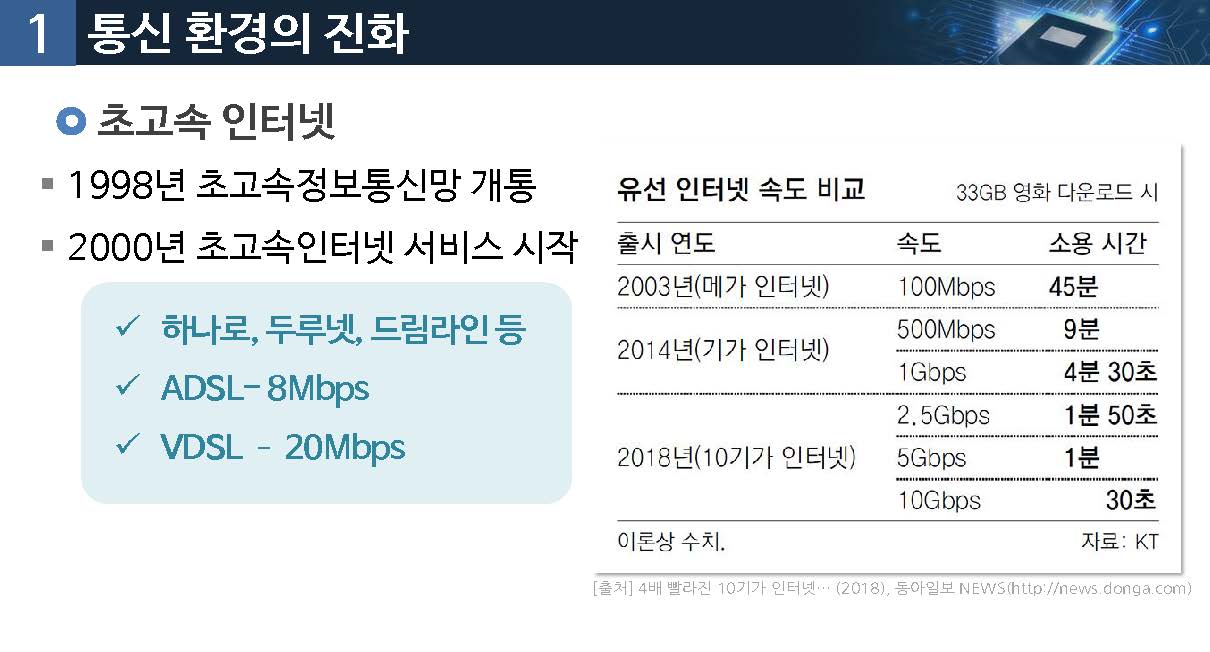 1 통신 환경의 진화
초고속 인터넷
1998년 초고속정보통신망 개통
2000년 초고속인터넷 서비스 시작
하나로, 두루넷, 드림라인 등
ADSL– 8Mbps
VDSL – 20Mbps
유선 인터넷 속도 비교 33GB 영화 다운로드 시
출시 연도 속도 소용 시간
2003년(메가 인터넷) 100Mbps 45분
2014년(기가 인터넷) 500Mbps 9분
1Gbps 4분 30초
2018년(10기가 인터넷) 2.5Gbps 1분 50초
5Gbps 1분
10Gbps 30초
이론상 수치. 자료: KT
[출처] 4배 빨라진 10기가 인터넷… (2018), 동아일보 NEWS(http://news.donga.com)